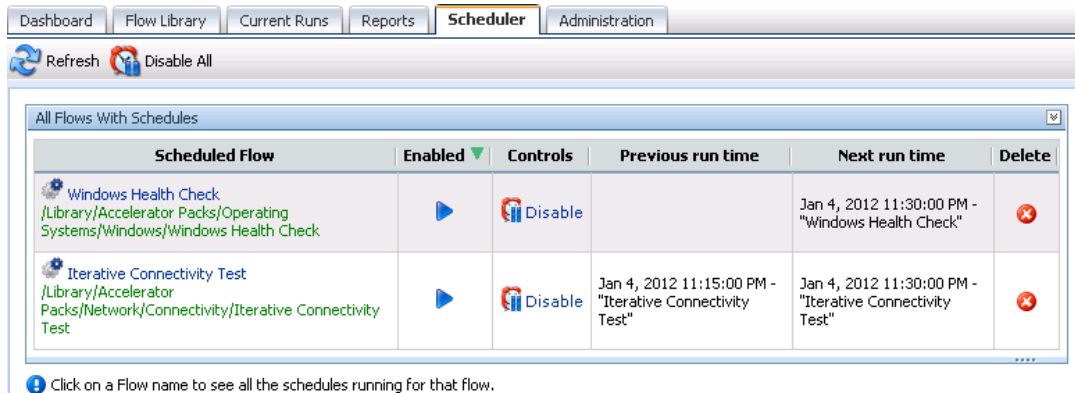 Dashboard Flow Library Current Runs Reports Scheduler Administration
Refresh Disable All
All Flows With Schedules
Scheduled Flow Enabled Controls Previous run time Next run time Delete
Windows Health Check
/Library/Accelerator Packs/Operating
Systems/Windows/Windows Health Check
Disable
Jan 4, 2012 11:30:00 PM -
"Windows Health Check"
Iterative Connectivity Test
/Library/Accelerator
Packs/Network/Connectivity/Iterative Connectivity
Test
Disable
Jan 4, 2012 11:15:00 PM -
"Iterative Connectivity
Test"
Jan 4, 2012 11:30:00 PM -
"Iterative Connectivity
Test"
Click on a Flow name to see all the schedules running for that flow.